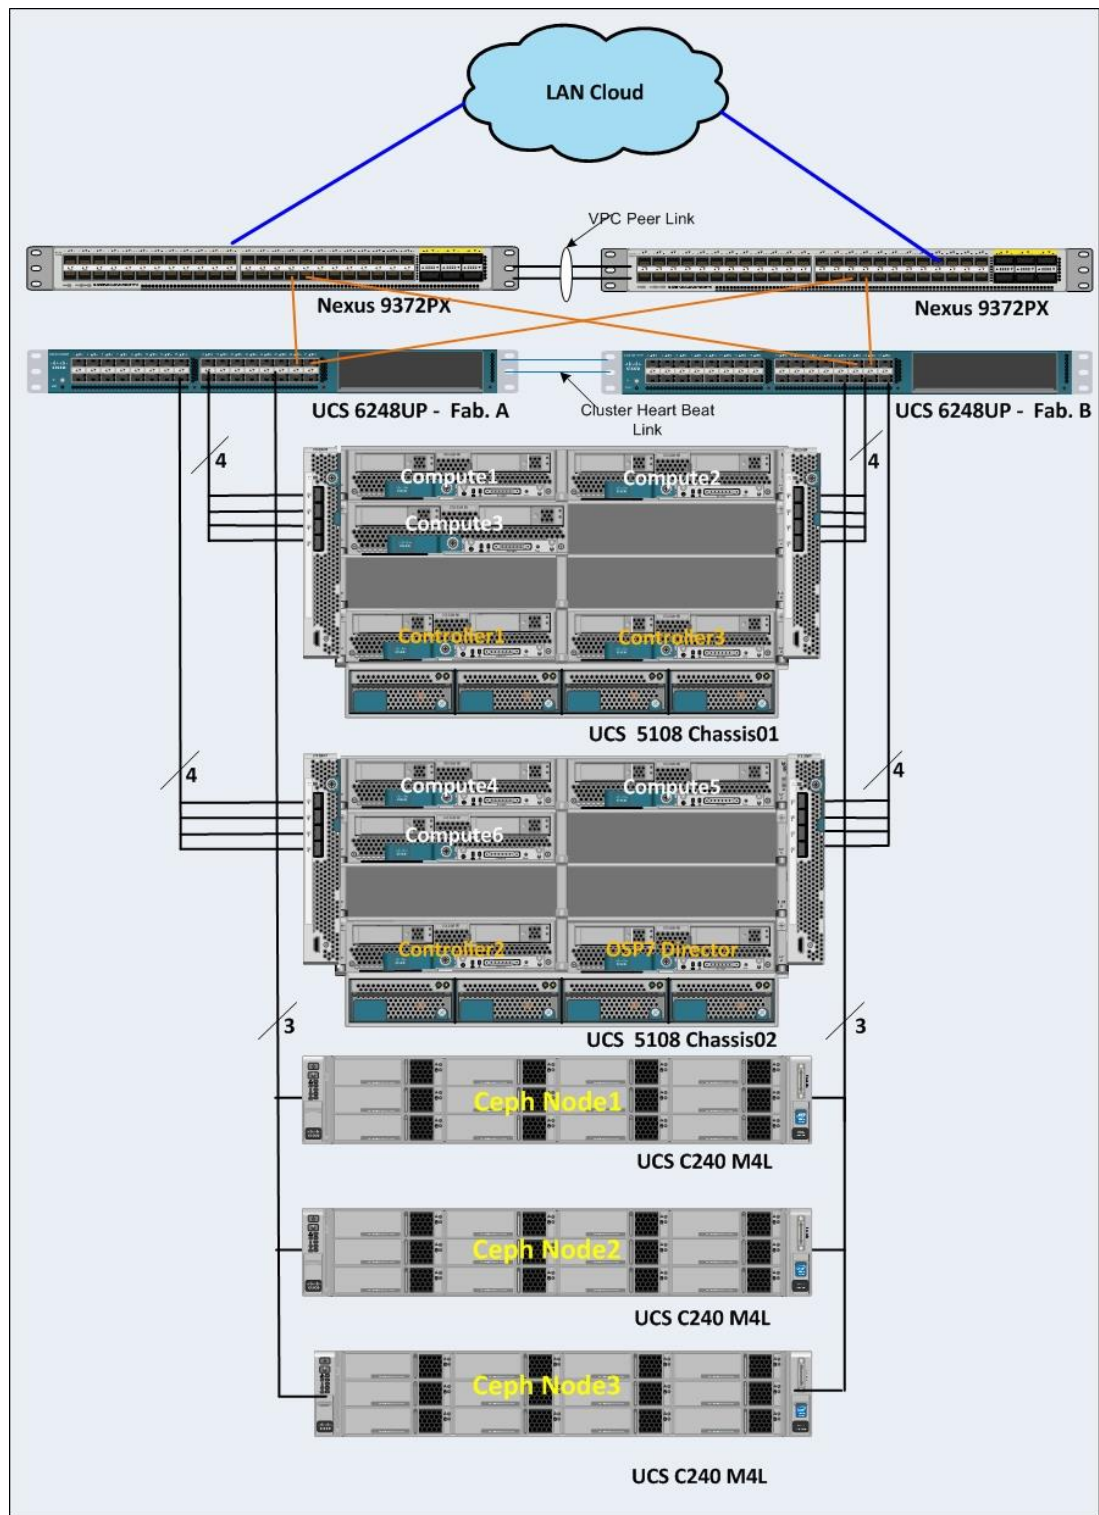 LAN Cloud
VPC Peer Link
Nexus 9372PX
Nexus 9372PX
UCS 6248UP - Fab. A
Cluster Heart Beat
Link
UCS 6248UP - Fab. B
4
4
Compute1
Compute2
Compute3
Controller1
Controller3
UCS 5108 Chassis01
4
4
Compute4
Compute5
Compute6
Controller2
OSP7 Director
UCS 5108 Chassis02
3
3
Ceph Node1
UCS C240 M4L
Ceph Node2
UCS C240 M4L
Ceph Node3
UCS C240 M4L